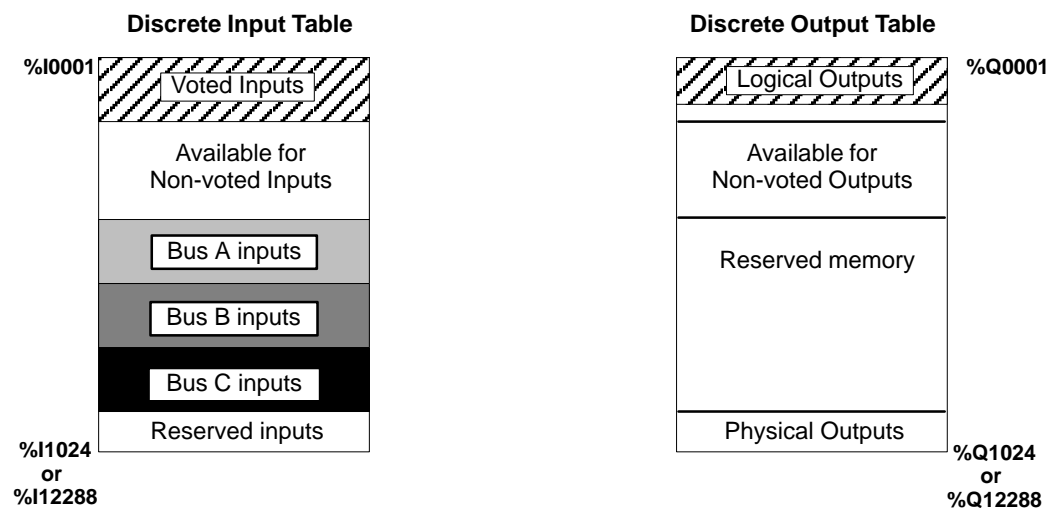 Discrete Input Table
%I0001
Voted Inputs
Available for
Non-voted Inputs
Bus A inputs
Bus B inputs
Bus C inputs
Reserved inputs
%I1024
or
%I12288
Discrete Output Table
%Q0001
Logical Outputs
Available for
Non-voted Outputs
Reserved memory
Physical Outputs
%Q1024
or
%Q12288